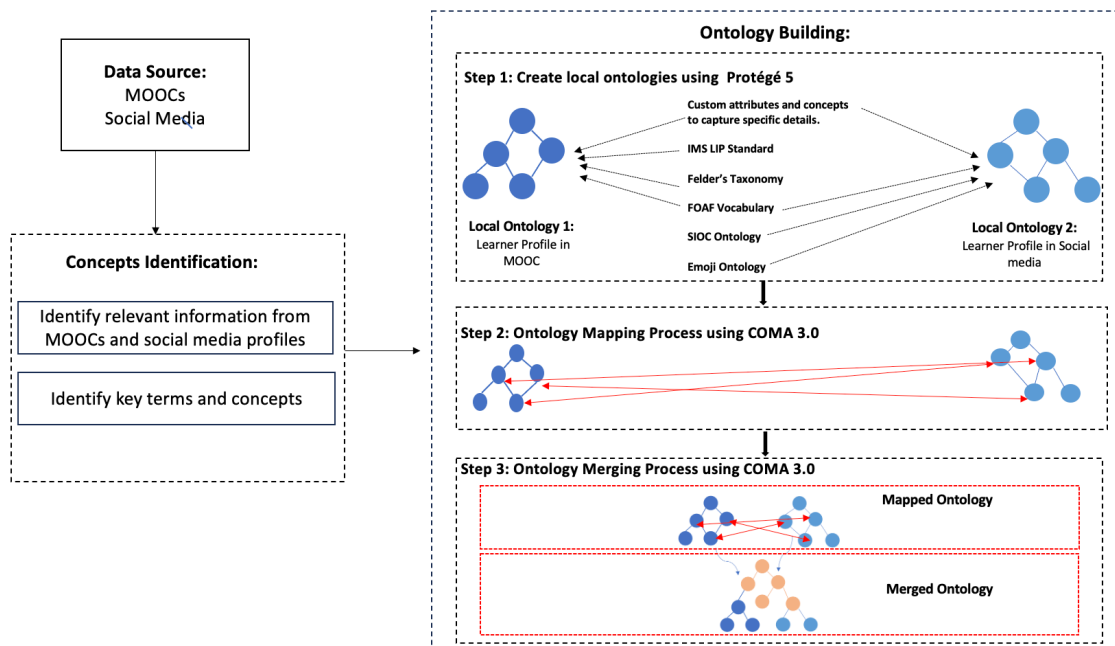 Data Source:
MOOCs
Social Media
Concepts Identification:
Identify relevant information from
MOOCs and social media profiles
Identify key terms and concepts
Ontology Building:
Step 1: Create local ontologies using Protégé 5
Custom attributes and concepts
to capture specific details.
IMS LIP Standard
Felder's Taxonomy
FOAF Vocabulary
SIOC Ontology
Emoji Ontology
Local Ontology 1:
Learner Profile in
MOOC
Local Ontology 2:
Learner Profile in Social
media
Step 2: Ontology Mapping Process using COMA 3.0
Step 3: Ontology Merging Process using COMA 3.0
Mapped Ontology
Merged Ontology